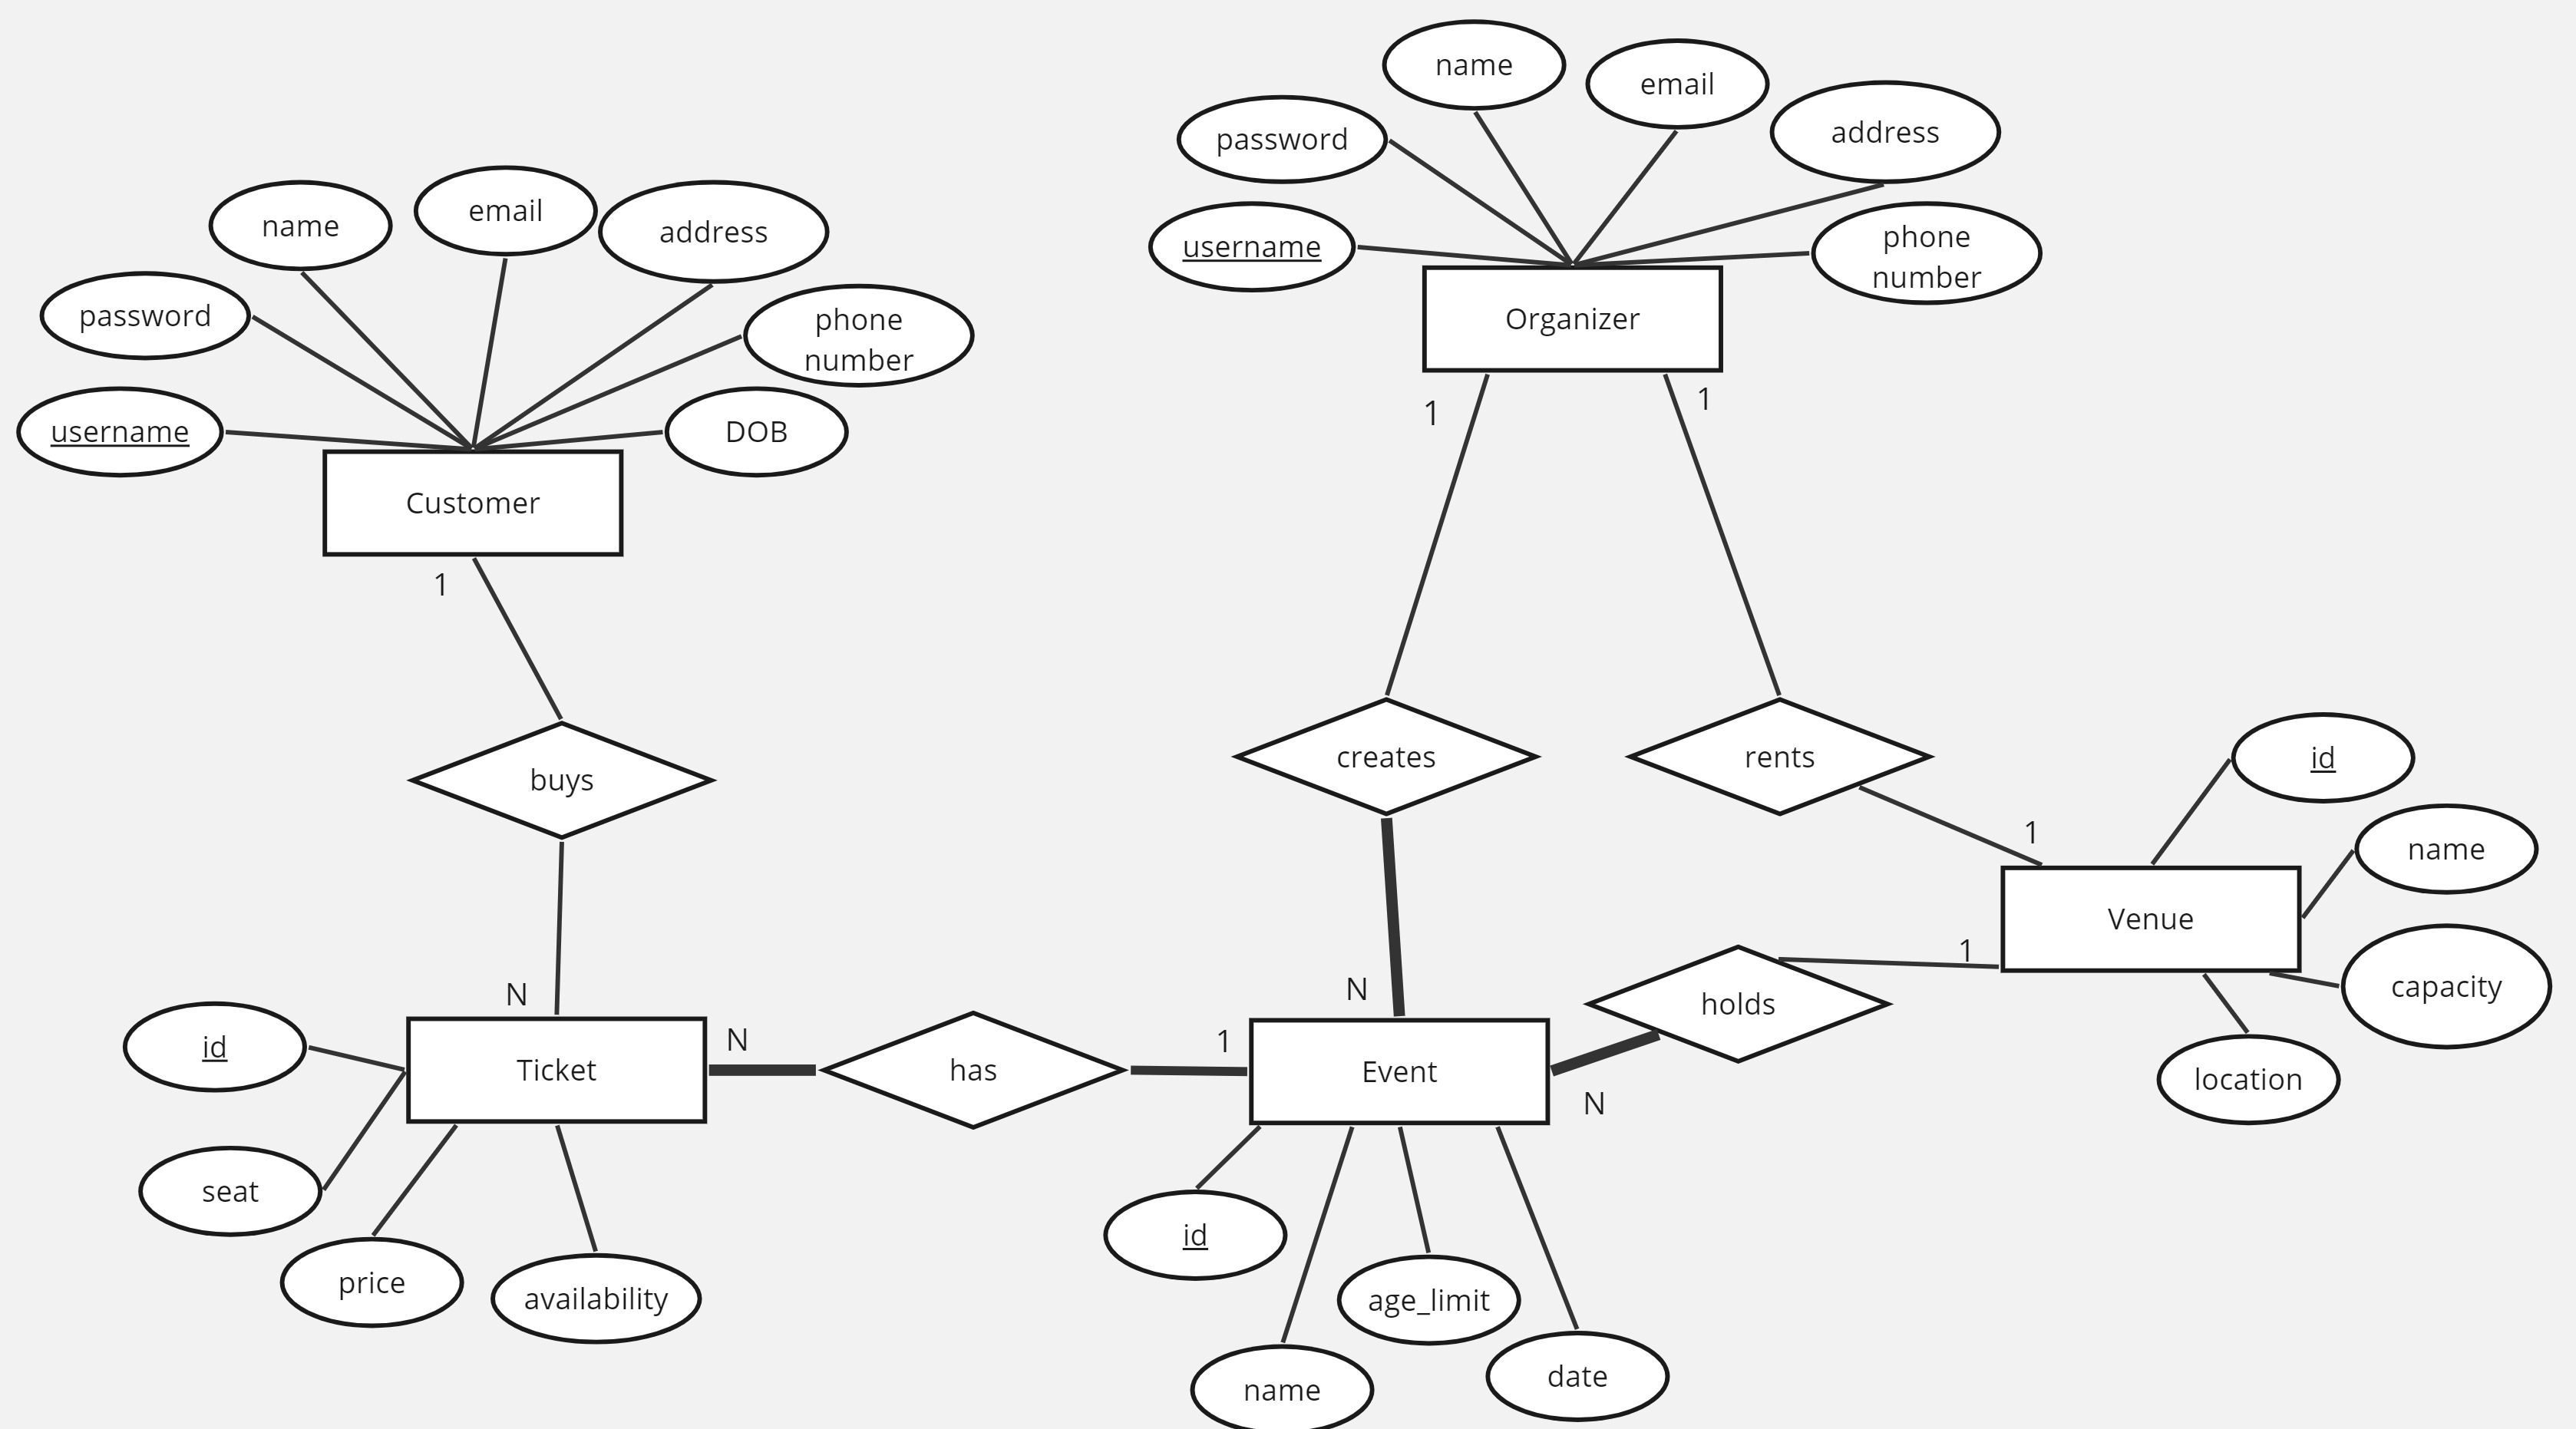 name
email
address
password
username
phone
number
Organizer
1
1
name
email
address
password
phone
number
username
DOB
Customer
1
buys
N
creates
N
rents
1
id
name
Venue
capacity
location
1
holds
N
id
Ticket
N
has
1
Event
seat
price
availability
id
age_limit
name
date